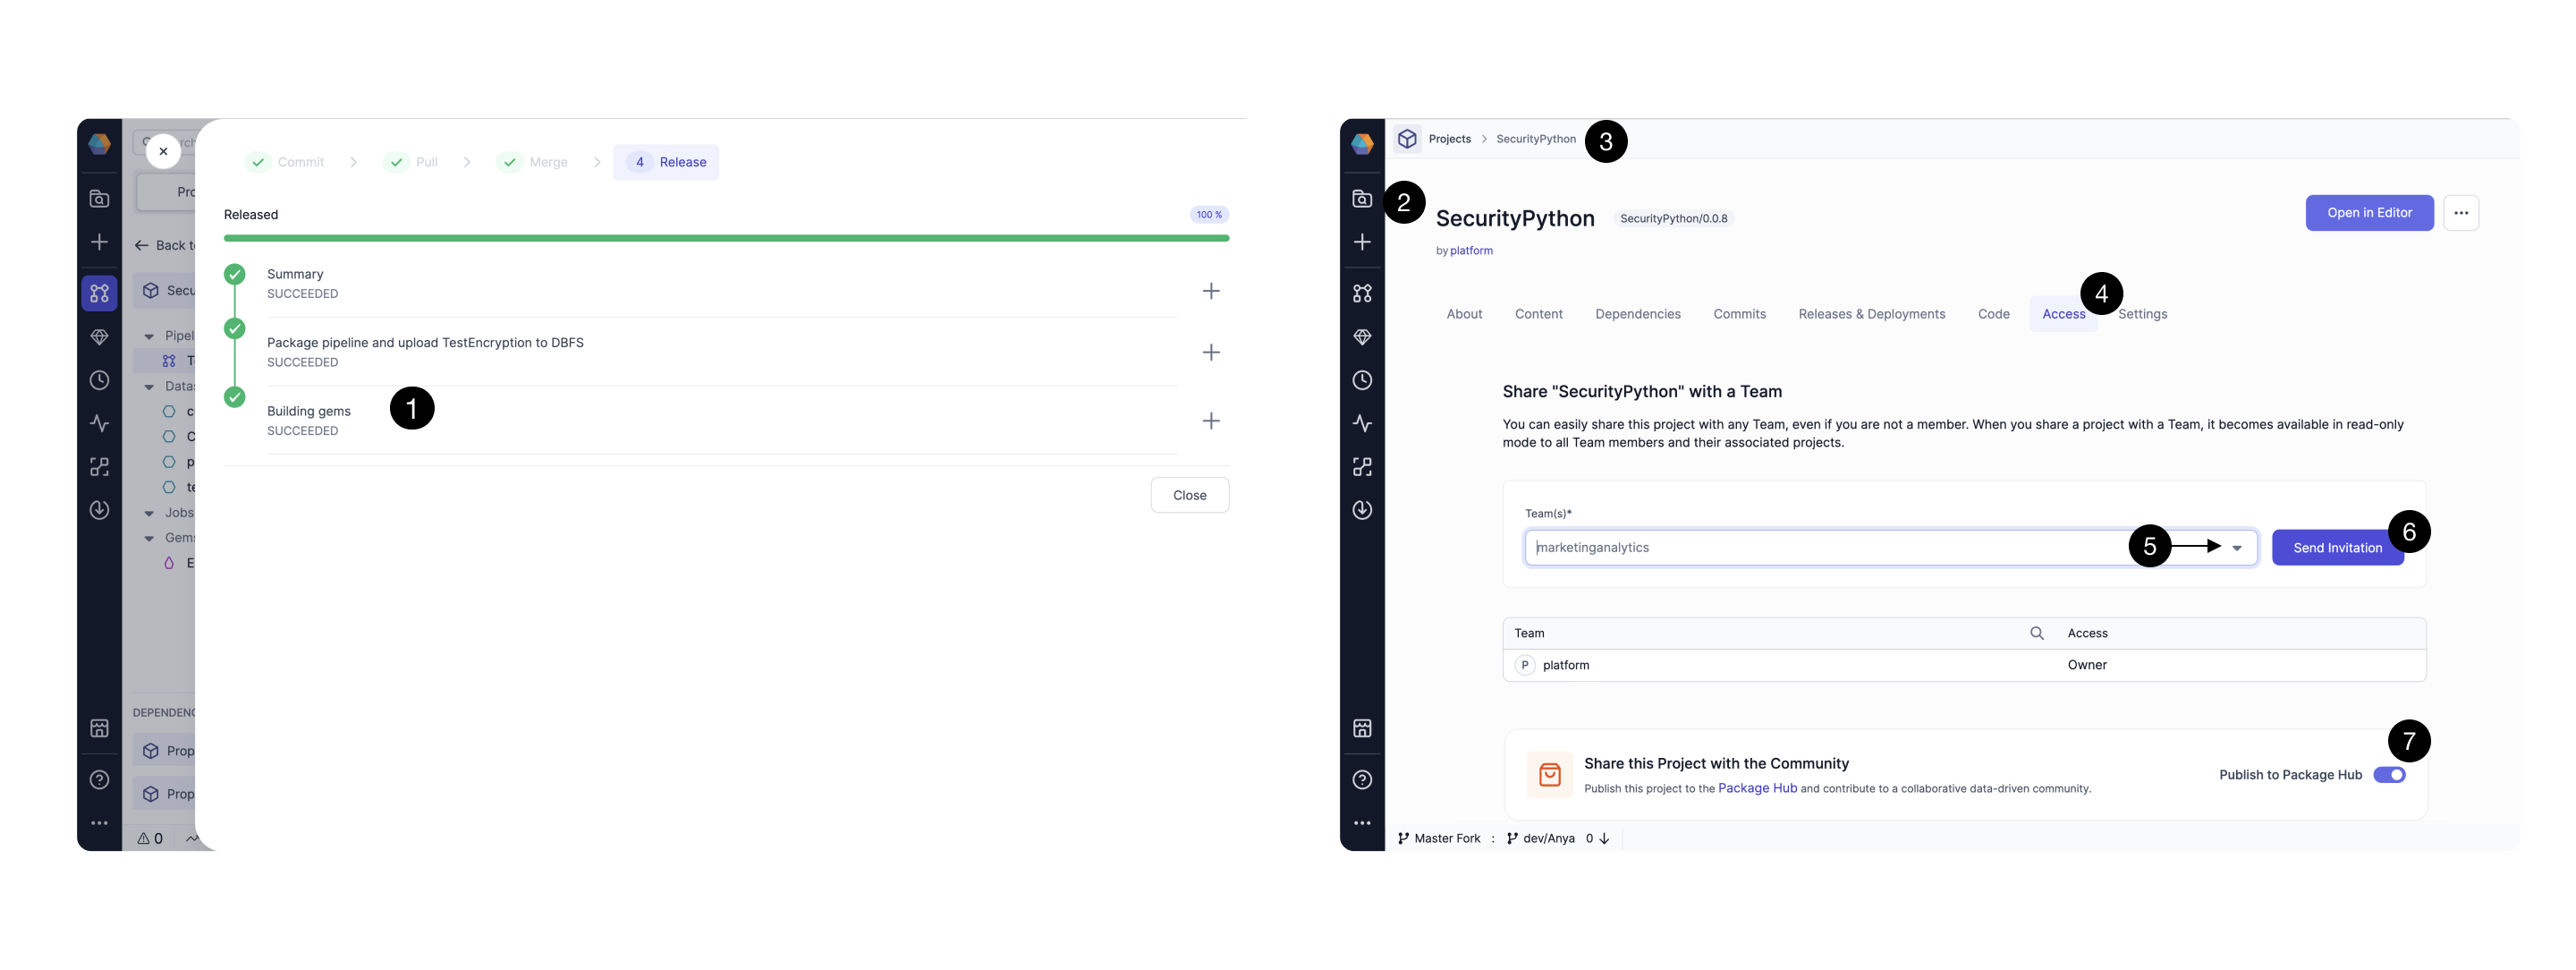 Commit
Pull
Merge
4 Release
Released
100 %
Summary
SUCCEEDED
Package pipeline and upload TestEncryption to DBFS
SUCCEEDED
Building gems
SUCCEEDED
1
Close
Back
Pipel
Datas
Jobs
Gem
DEPENDENC
Prop
Prop
0
Projects > SecurityPython
3
2
SecurityPython
SecurityPython/0.0.8
by platform
Open in Editor
4
About
Content
Dependencies
Commits
Releases & Deployments
Code
Access
Settings
Share "SecurityPython" with a Team
You can easily share this project with any Team, even if you are not a member. When you share a project with a Team, it becomes available in read-only
mode to all Team members and their associated projects.
Team(s)*
marketinganalytics
5
Send Invitation
6
Team
Access
P platform
Owner
7
Share this Project with the Community
Publish this project to the Package Hub and contribute to a collaborative data-driven community.
Publish to Package Hub
Master Fork : dev/Anya 0